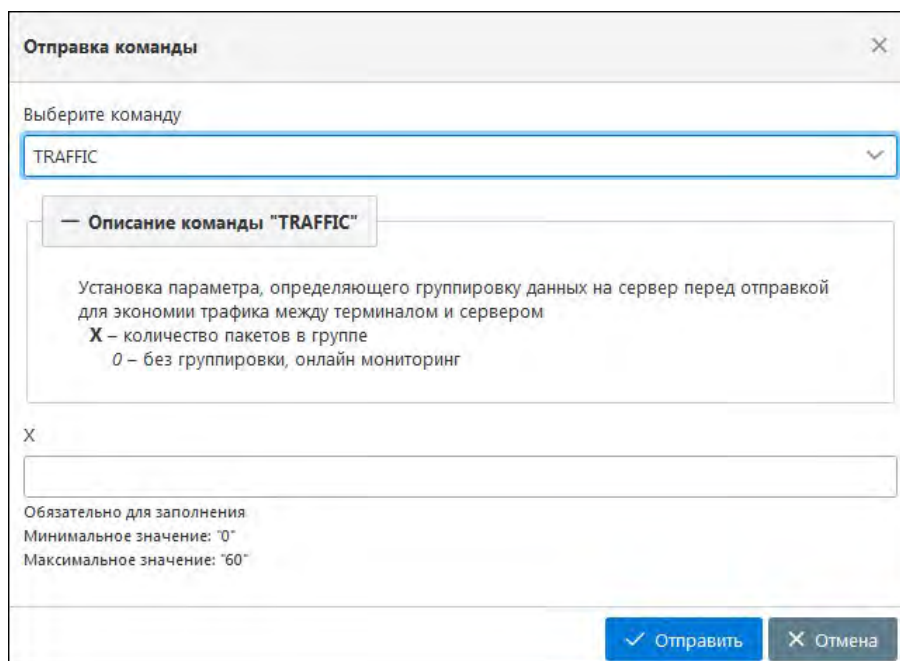 Отправка команды
Выберите команду
TRAFFIC
— Описание команды "TRAFFIC"
Установка параметра, определяющего группировку данных на сервер перед отправкой
для экономии трафика между терминалом и сервером
X – количество пакетов в группе
0 – без группировки, онлайн мониторинг
X
Обязательно для заполнения
Минимальное значение: "0"
Максимальное значение: "60"
Отправить
Отмена